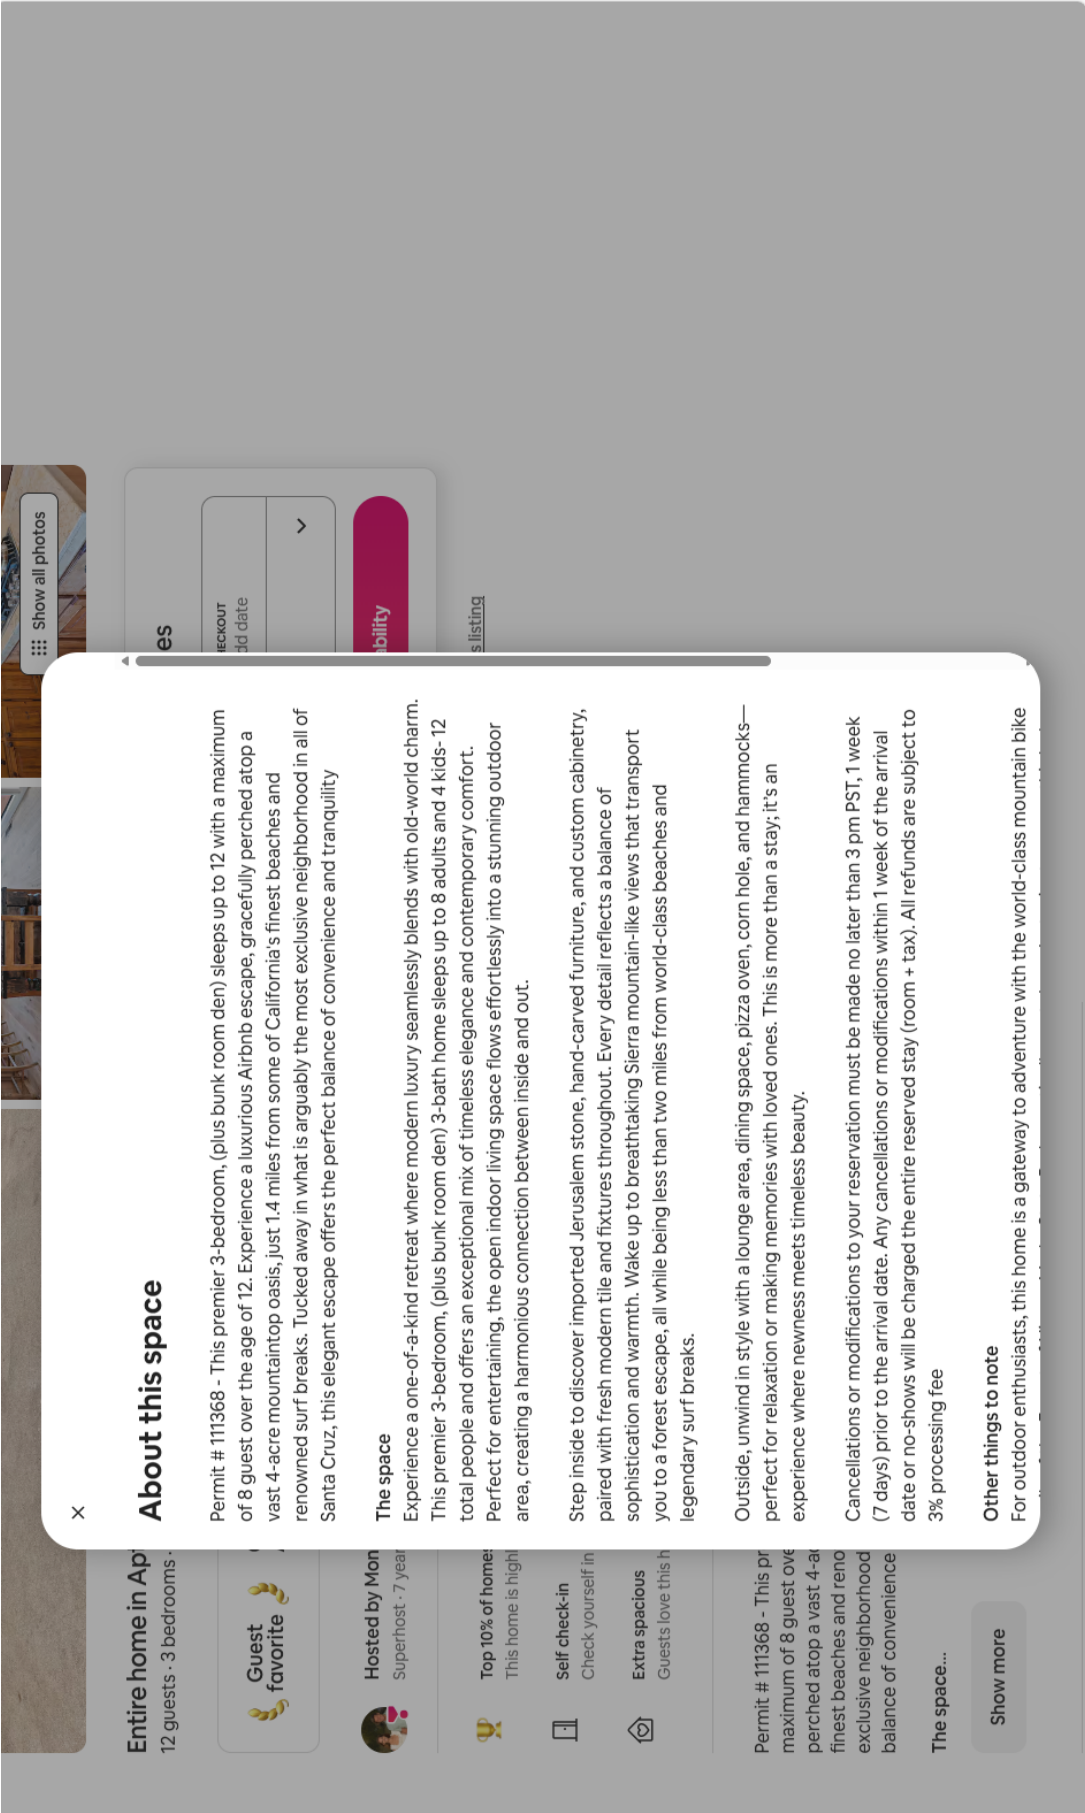 Show all photos
Entire home in Ap
12 guests · 3 bedrooms ·
Guest
favorite
Hosted by Mon
Superhost · 7 year
Top 10% of homes
This home is highl
Self check-in
Check yourself in
Extra spacious
Guests love this h
Permit # 111368 - This pr
maximum of 8 guest ove
perched atop a vast 4-ac
finest beaches and reno
exclusive neighborhood
balance of convenience
The space...
Show more
es
HECKOUT
dd date
ability
s listing
About this space
Permit # 111368 - This premier 3-bedroom, (plus bunk room den) sleeps up to 12 with a maximum
of 8 guest over the age of 12. Experience a luxurious Airbnb escape, gracefully perched atop a
vast 4-acre mountaintop oasis, just 1.4 miles from some of California's finest beaches and
renowned surf breaks. Tucked away in what is arguably the most exclusive neighborhood in all of
Santa Cruz, this elegant escape offers the perfect balance of convenience and tranquility
The space
Experience a one-of-a-kind retreat where modern luxury seamlessly blends with old-world charm.
This premier 3-bedroom, (plus bunk room den) 3-bath home sleeps up to 8 adults and 4 kids- 12
total people and offers an exceptional mix of timeless elegance and contemporary comfort.
Perfect for entertaining, the open indoor living space flows effortlessly into a stunning outdoor
area, creating a harmonious connection between inside and out.
Step inside to discover imported Jerusalem stone, hand-carved furniture, and custom cabinetry,
paired with fresh modern tile and fixtures throughout. Every detail reflects a balance of
sophistication and warmth. Wake up to breathtaking Sierra mountain-like views that transport
you to a forest escape, all while being less than two miles from world-class beaches and
legendary surf breaks.
Outside, unwind in style with a lounge area, dining space, pizza oven, corn hole, and hammocks—
perfect for relaxation or making memories with loved ones. This is more than a stay; it's an
experience where newness meets timeless beauty.
Cancellations or modifications to your reservation must be made no later than 3 pm PST, 1 week
(7 days) prior to the arrival date. Any cancellations or modifications within 1 week of the arrival
date or no-shows will be charged the entire reserved stay (room + tax). All refunds are subject to
3% processing fee
Other things to note
For outdoor enthusiasts, this home is a gateway to adventure with the world-class mountain bike